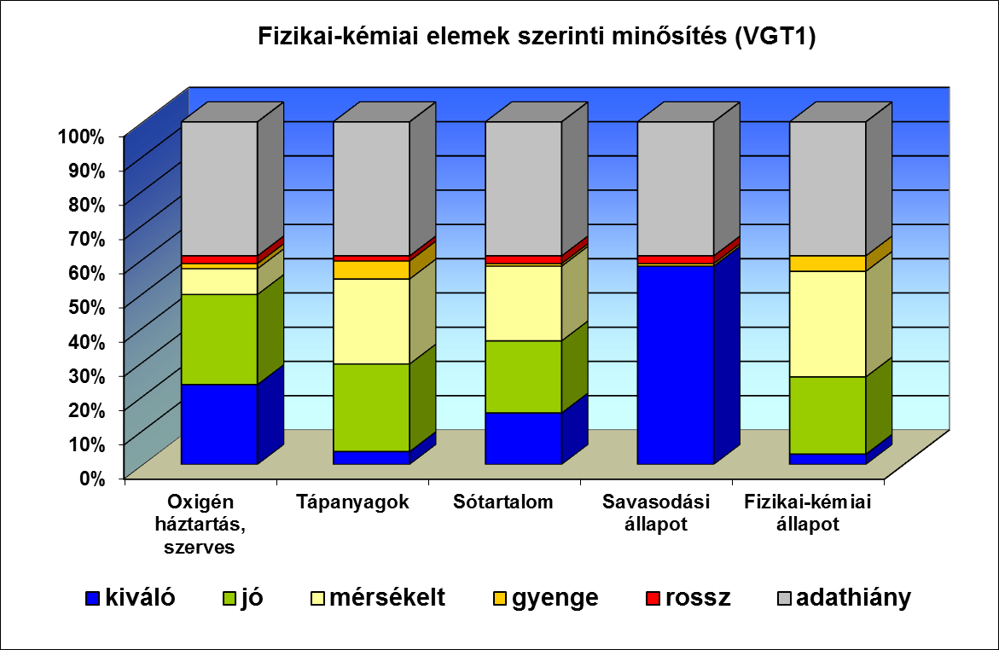 Fizikai-kémiai elemek szerinti minősítés (VGT1)
100%
90%
80%
70%
60%
50%
40%
30%
20%
10%
0%
Oxigén
háztartás,
szerves
Tápanyagok
Sótartalom
Savasodási
állapot
Fizikai-kémiai
állapot
kiváló
jó
mérsékelt
gyenge
rossz
adathiány